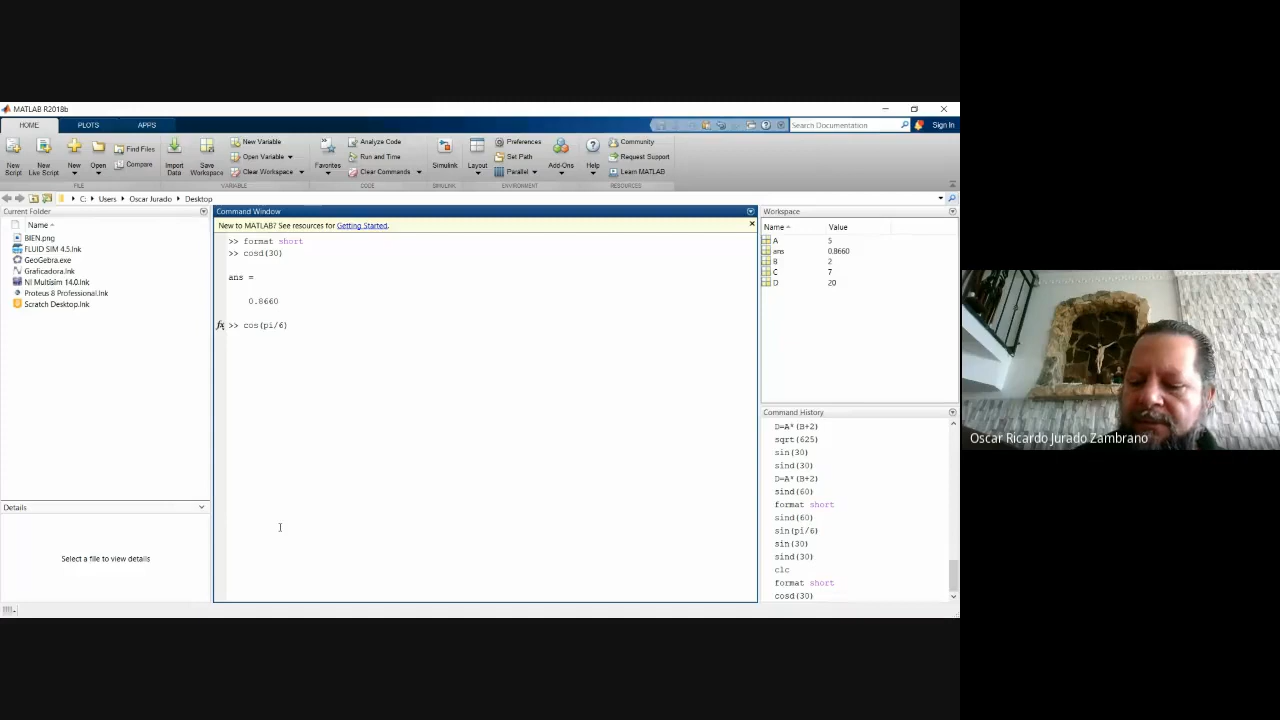 MATLAB R2018b
HOME PLOTS APPS
Search Documentation
Sign In
New Script
New Live Script
New
Open
Find Files
Compare
Import Data
Save Workspace
New Variable
Open Variable
Clear Workspace
Favorites
Analyze Code
Run and Time
Clear Commands
Simulink
Layout
Preferences
Set Path
Parallel
Add-Ons
Help
Community
Request Support
Learn MATLAB
FILE VARIABLE CODE SIMULINK ENVIRONMENT RESOURCES
C: Users Oscar Jurado Desktop
Current Folder
Name
BIEN.png
FLUID SIM 4.5.lnk
GeoGebra.exe
Graficadora.lnk
NI Multisim 14.0.lnk
Proteus 8 Professional.lnk
Scratch Desktop.lnk
Details
Select a file to view details
Command Window
New to MATLAB? See resources for Getting Started.
>> format short
>> cosd(30)
ans =
0.8660
fx >> cos(pi/6)
Workspace
Name Value
A 5
ans 0.8660
B 2
C 7
D 20
Command History
D=A*(B+2)
sqrt(625)
sin(30)
sind(30)
D=A*(B+2)
sind(60)
format short
sind(60)
sin(pi/6)
sin(30)
sind(30)
clc
format short
cosd(30)
Oscar Ricardo Jurado Zambrano